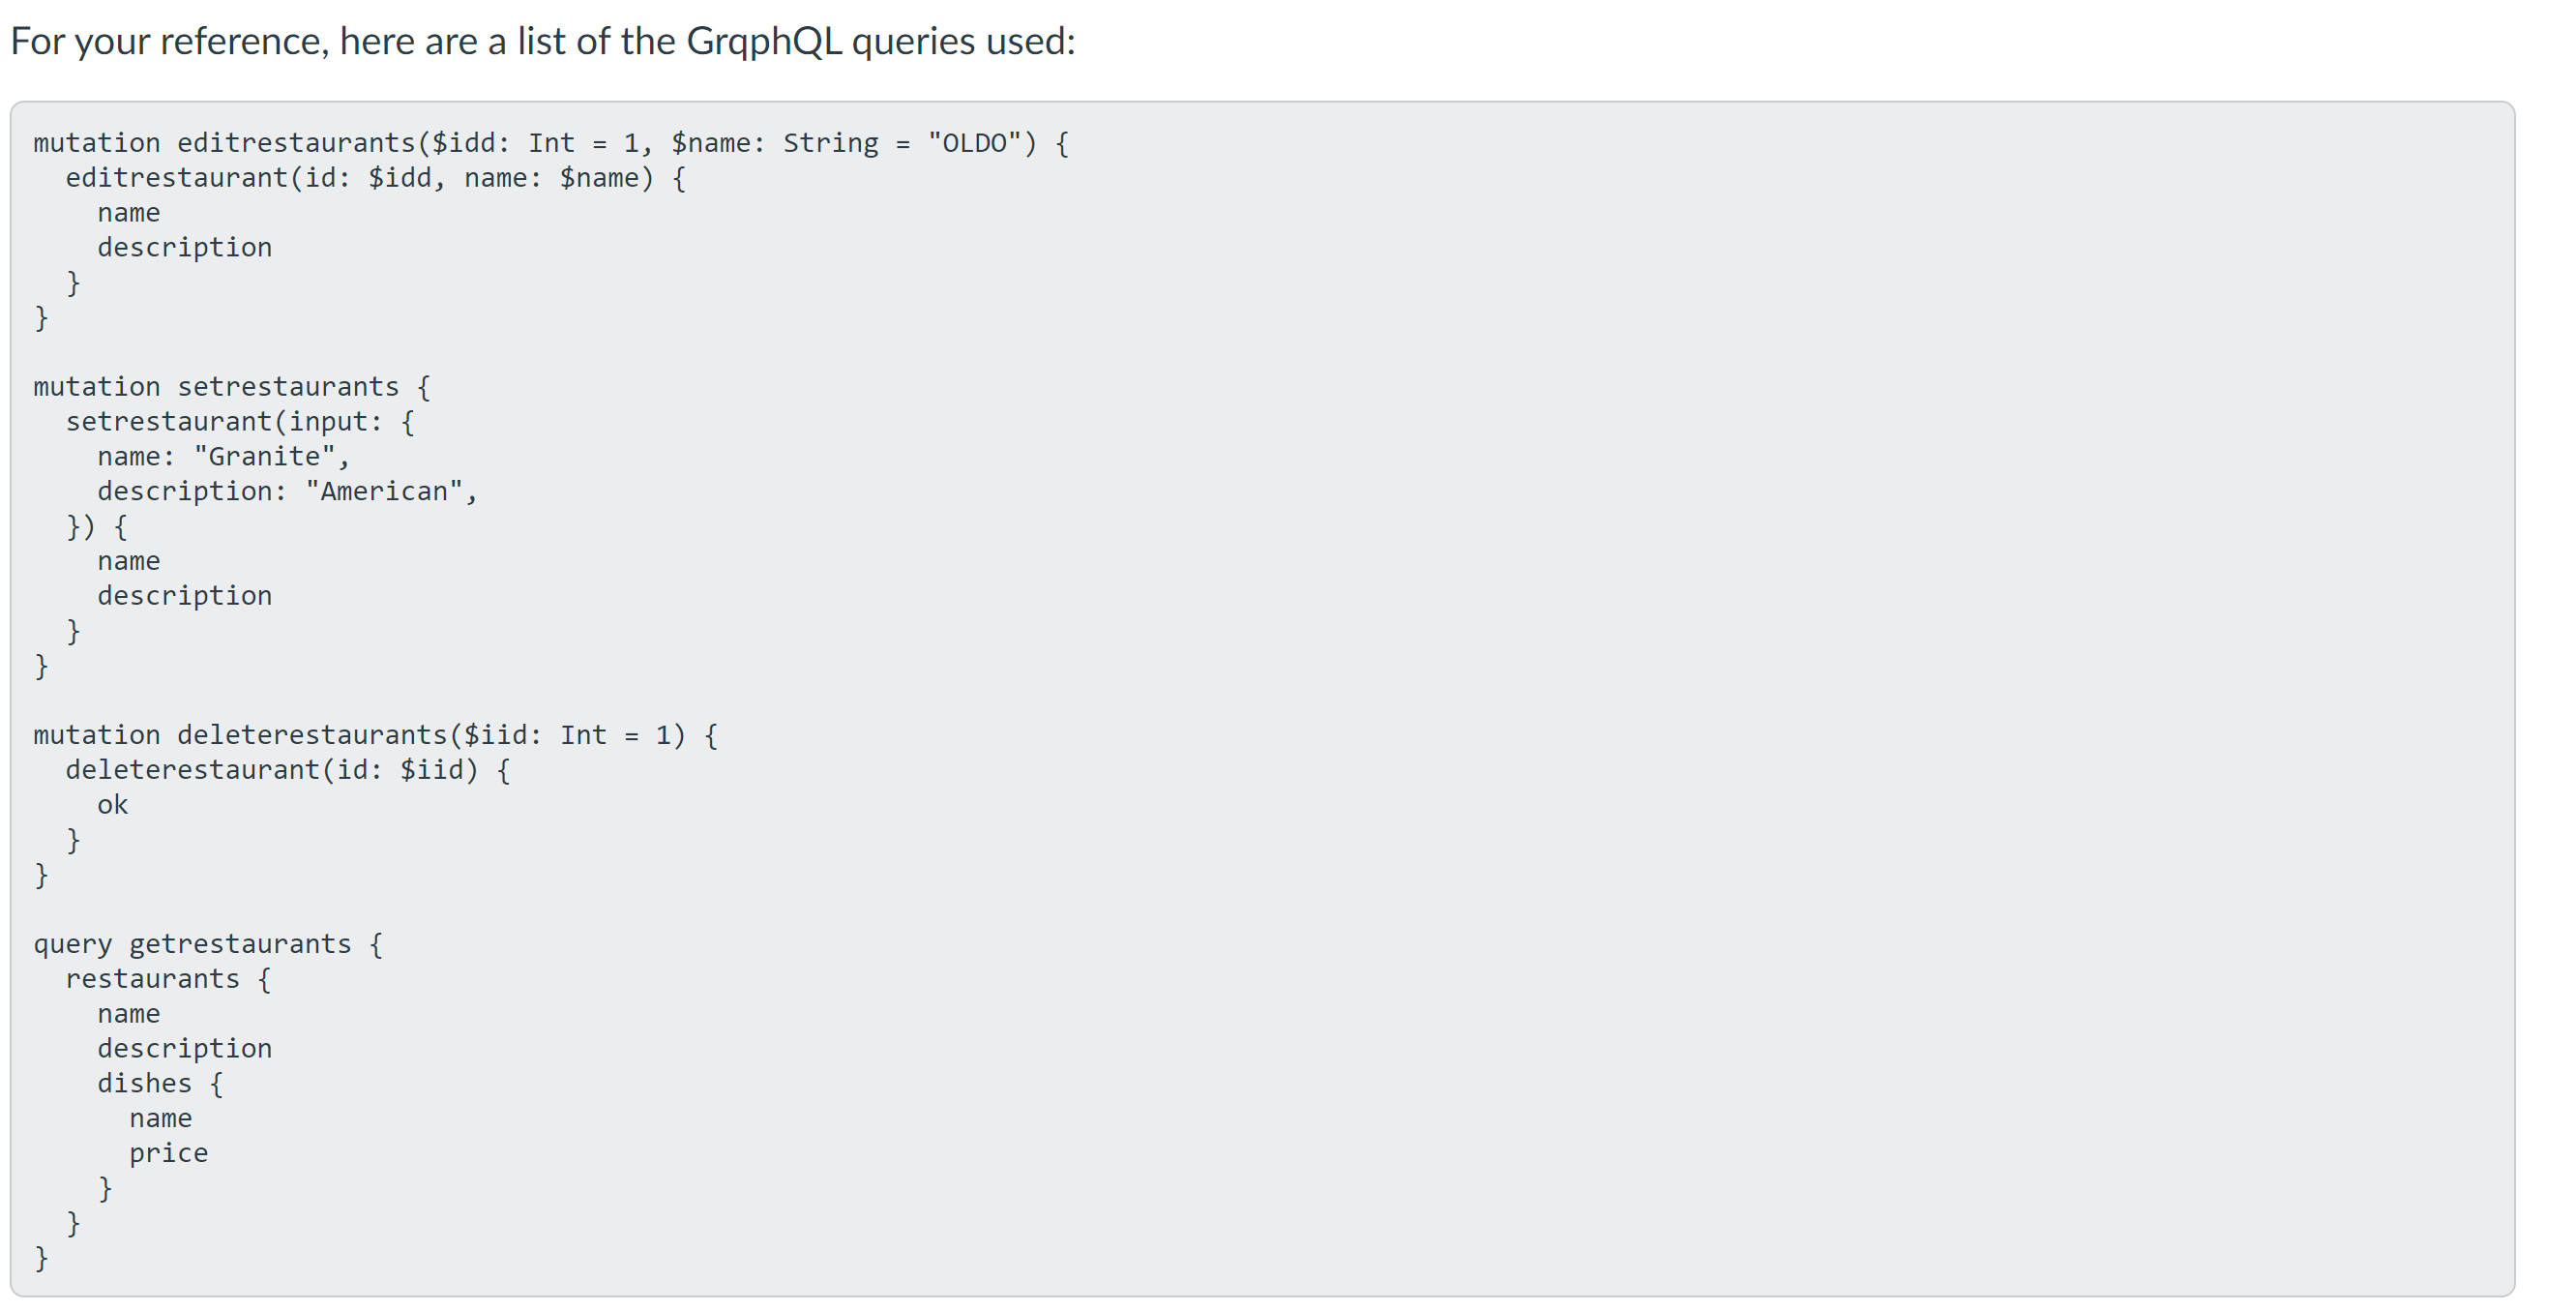 For your reference, here are a list of the GrqphQL queries used:
mutation editrestaurants($idd: Int = 1, $name: String = "OLDO") {
  editrestaurant(id: $idd, name: $name) {
    name
    description
  }
}

mutation setrestaurants {
  setrestaurant(input: {
    name: "Granite",
    description: "American",
  }) {
    name
    description
  }
}

mutation deleterestaurants($iid: Int = 1) {
  deleterestaurant(id: $iid) {
    ok
  }
}

query getrestaurants {
  restaurants {
    name
    description
    dishes {
      name
      price
    }
  }
}